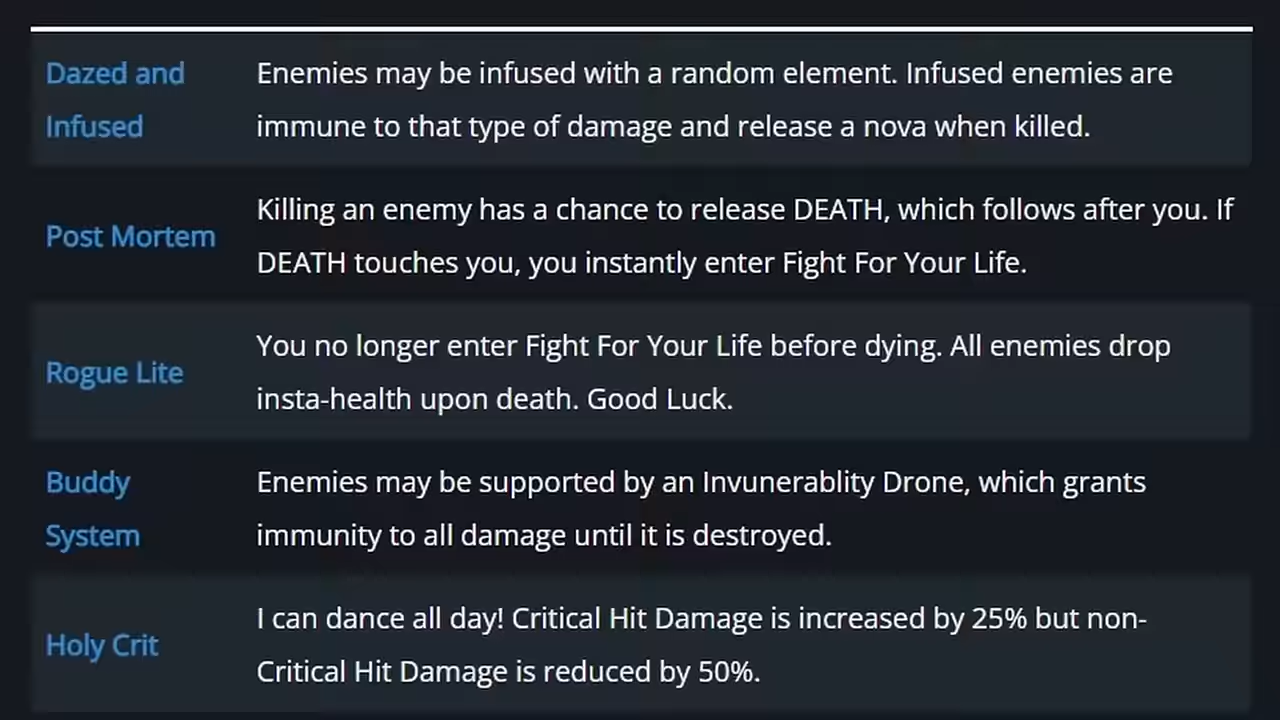 Dazed and
Infused
Enemies may be infused with a random element. Infused enemies are
immune to that type of damage and release a nova when killed.
Post Mortem
Killing an enemy has a chance to release DEATH, which follows after you. If
DEATH touches you, you instantly enter Fight For Your Life.
Rogue Lite
You no longer enter Fight For Your Life before dying. All enemies drop
insta-health upon death. Good Luck.
Buddy
System
Enemies may be supported by an Invunerablity Drone, which grants
immunity to all damage until it is destroyed.
Holy Crit
I can dance all day! Critical Hit Damage is increased by 25% but non-
Critical Hit Damage is reduced by 50%.